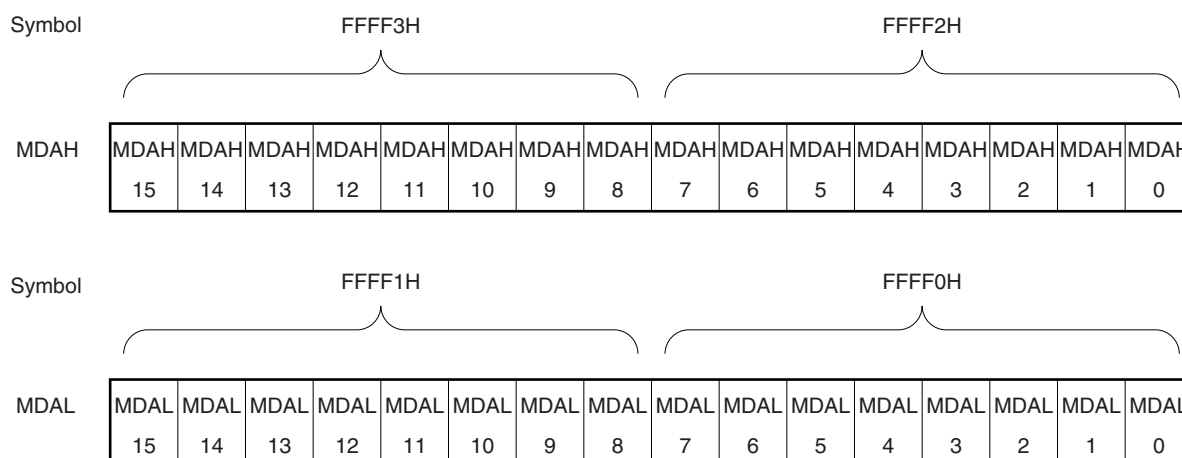 Symbol FFFF3H FFFF2H
MDAH MDAH MDAH MDAH MDAH MDAH MDAH MDAH MDAH MDAH MDAH MDAH MDAH MDAH MDAH MDAH MDAH
15 14 13 12 11 10 9 8 7 6 5 4 3 2 1 0
Symbol FFFF1H FFFF0H
MDAL MDAL MDAL MDAL MDAL MDAL MDAL MDAL MDAL MDAL MDAL MDAL MDAL MDAL MDAL MDAL MDAL
15 14 13 12 11 10 9 8 7 6 5 4 3 2 1 0